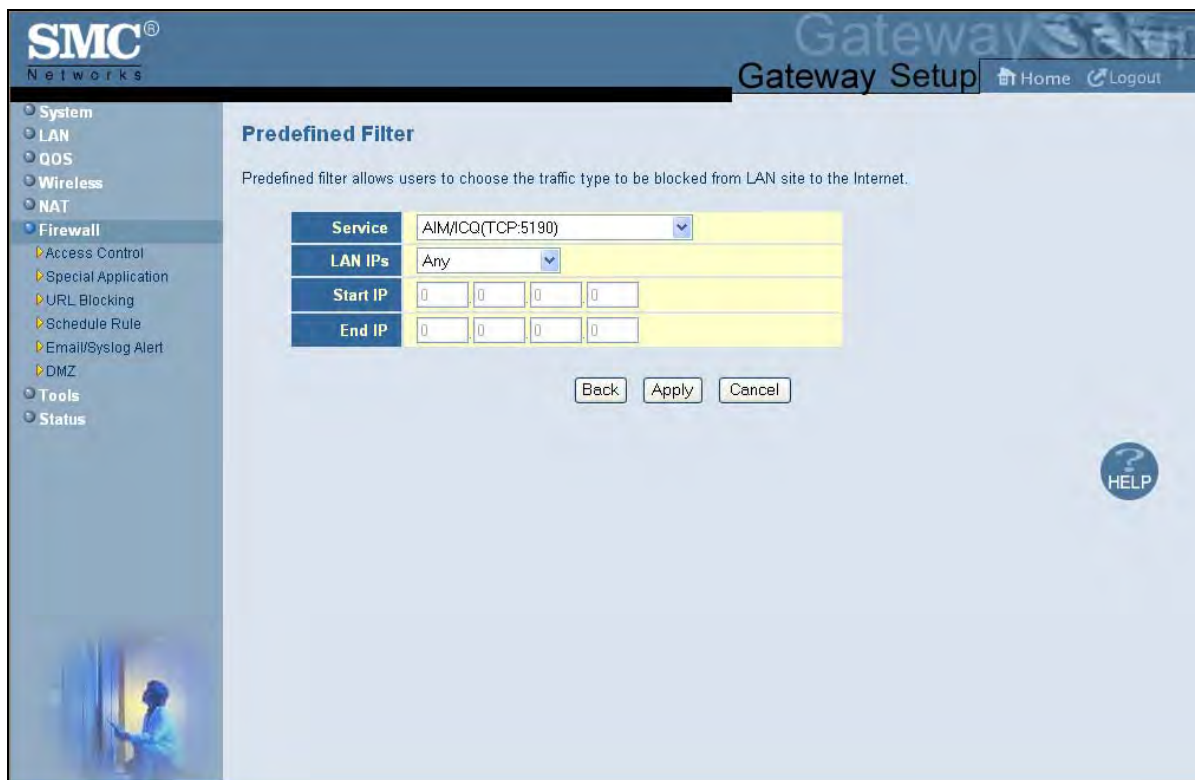 SMC®
Networks
Gateway Setup
Gateway Setup
Home
Logout
System
LAN
QOS
Wireless
NAT
Firewall
Access Control
Special Application
URL Blocking
Schedule Rule
Email/Syslog Alert
DMZ
Tools
Status
Predefined Filter
Predefined filter allows users to choose the traffic type to be blocked from LAN site to the Internet.
Service AIM/ICQ(TCP:5190)
LAN IPs Any
Start IP 0 . 0 . 0 . 0
End IP 0 . 0 . 0 . 0
Back Apply Cancel
?
HELP